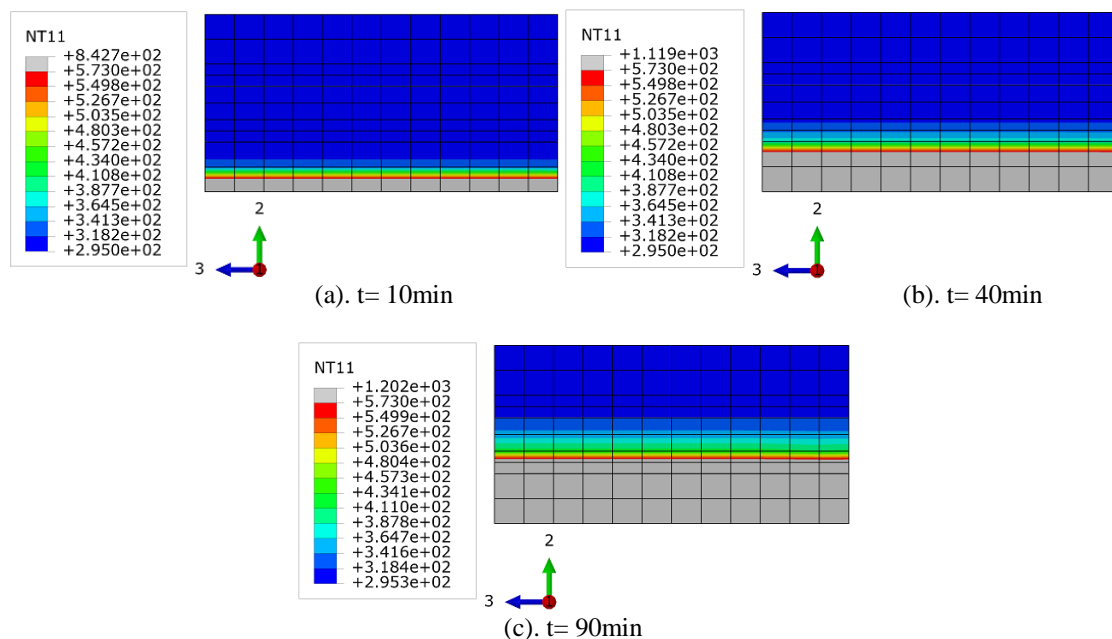 NT11
+8.427e+02
+5.730e+02
+5.498e+02
+5.267e+02
+5.035e+02
+4.803e+02
+4.572e+02
+4.340e+02
+4.108e+02
+3.877e+02
+3.645e+02
+3.413e+02
+3.182e+02
+2.950e+02
2
3
1
(a). t= 10min
NT11
+1.119e+03
+5.730e+02
+5.498e+02
+5.267e+02
+5.035e+02
+4.803e+02
+4.572e+02
+4.340e+02
+4.108e+02
+3.877e+02
+3.645e+02
+3.413e+02
+3.182e+02
+2.950e+02
2
3
1
(b). t= 40min
NT11
+1.202e+03
+5.730e+02
+5.499e+02
+5.267e+02
+5.036e+02
+4.804e+02
+4.573e+02
+4.341e+02
+4.110e+02
+3.878e+02
+3.647e+02
+3.416e+02
+3.184e+02
+2.953e+02
2
3
1
(c). t= 90min